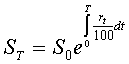 S_T = S_0 e^{\int_0^T \frac{r_t}{100} dt}